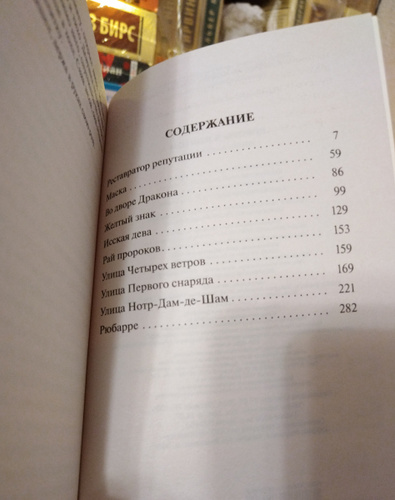 З БИРС
СОДЕРЖАНИЕ
Реставратор репутации 7
Маска 59
Во дворе Дракона 86
Желтый знак 99
Исская дева 129
Рай пророков 153
Улица Четырех ветров 159
Улица Первого снаряда 169
Улица Нотр-Дам-де-Шам 221
Рюбарре 282